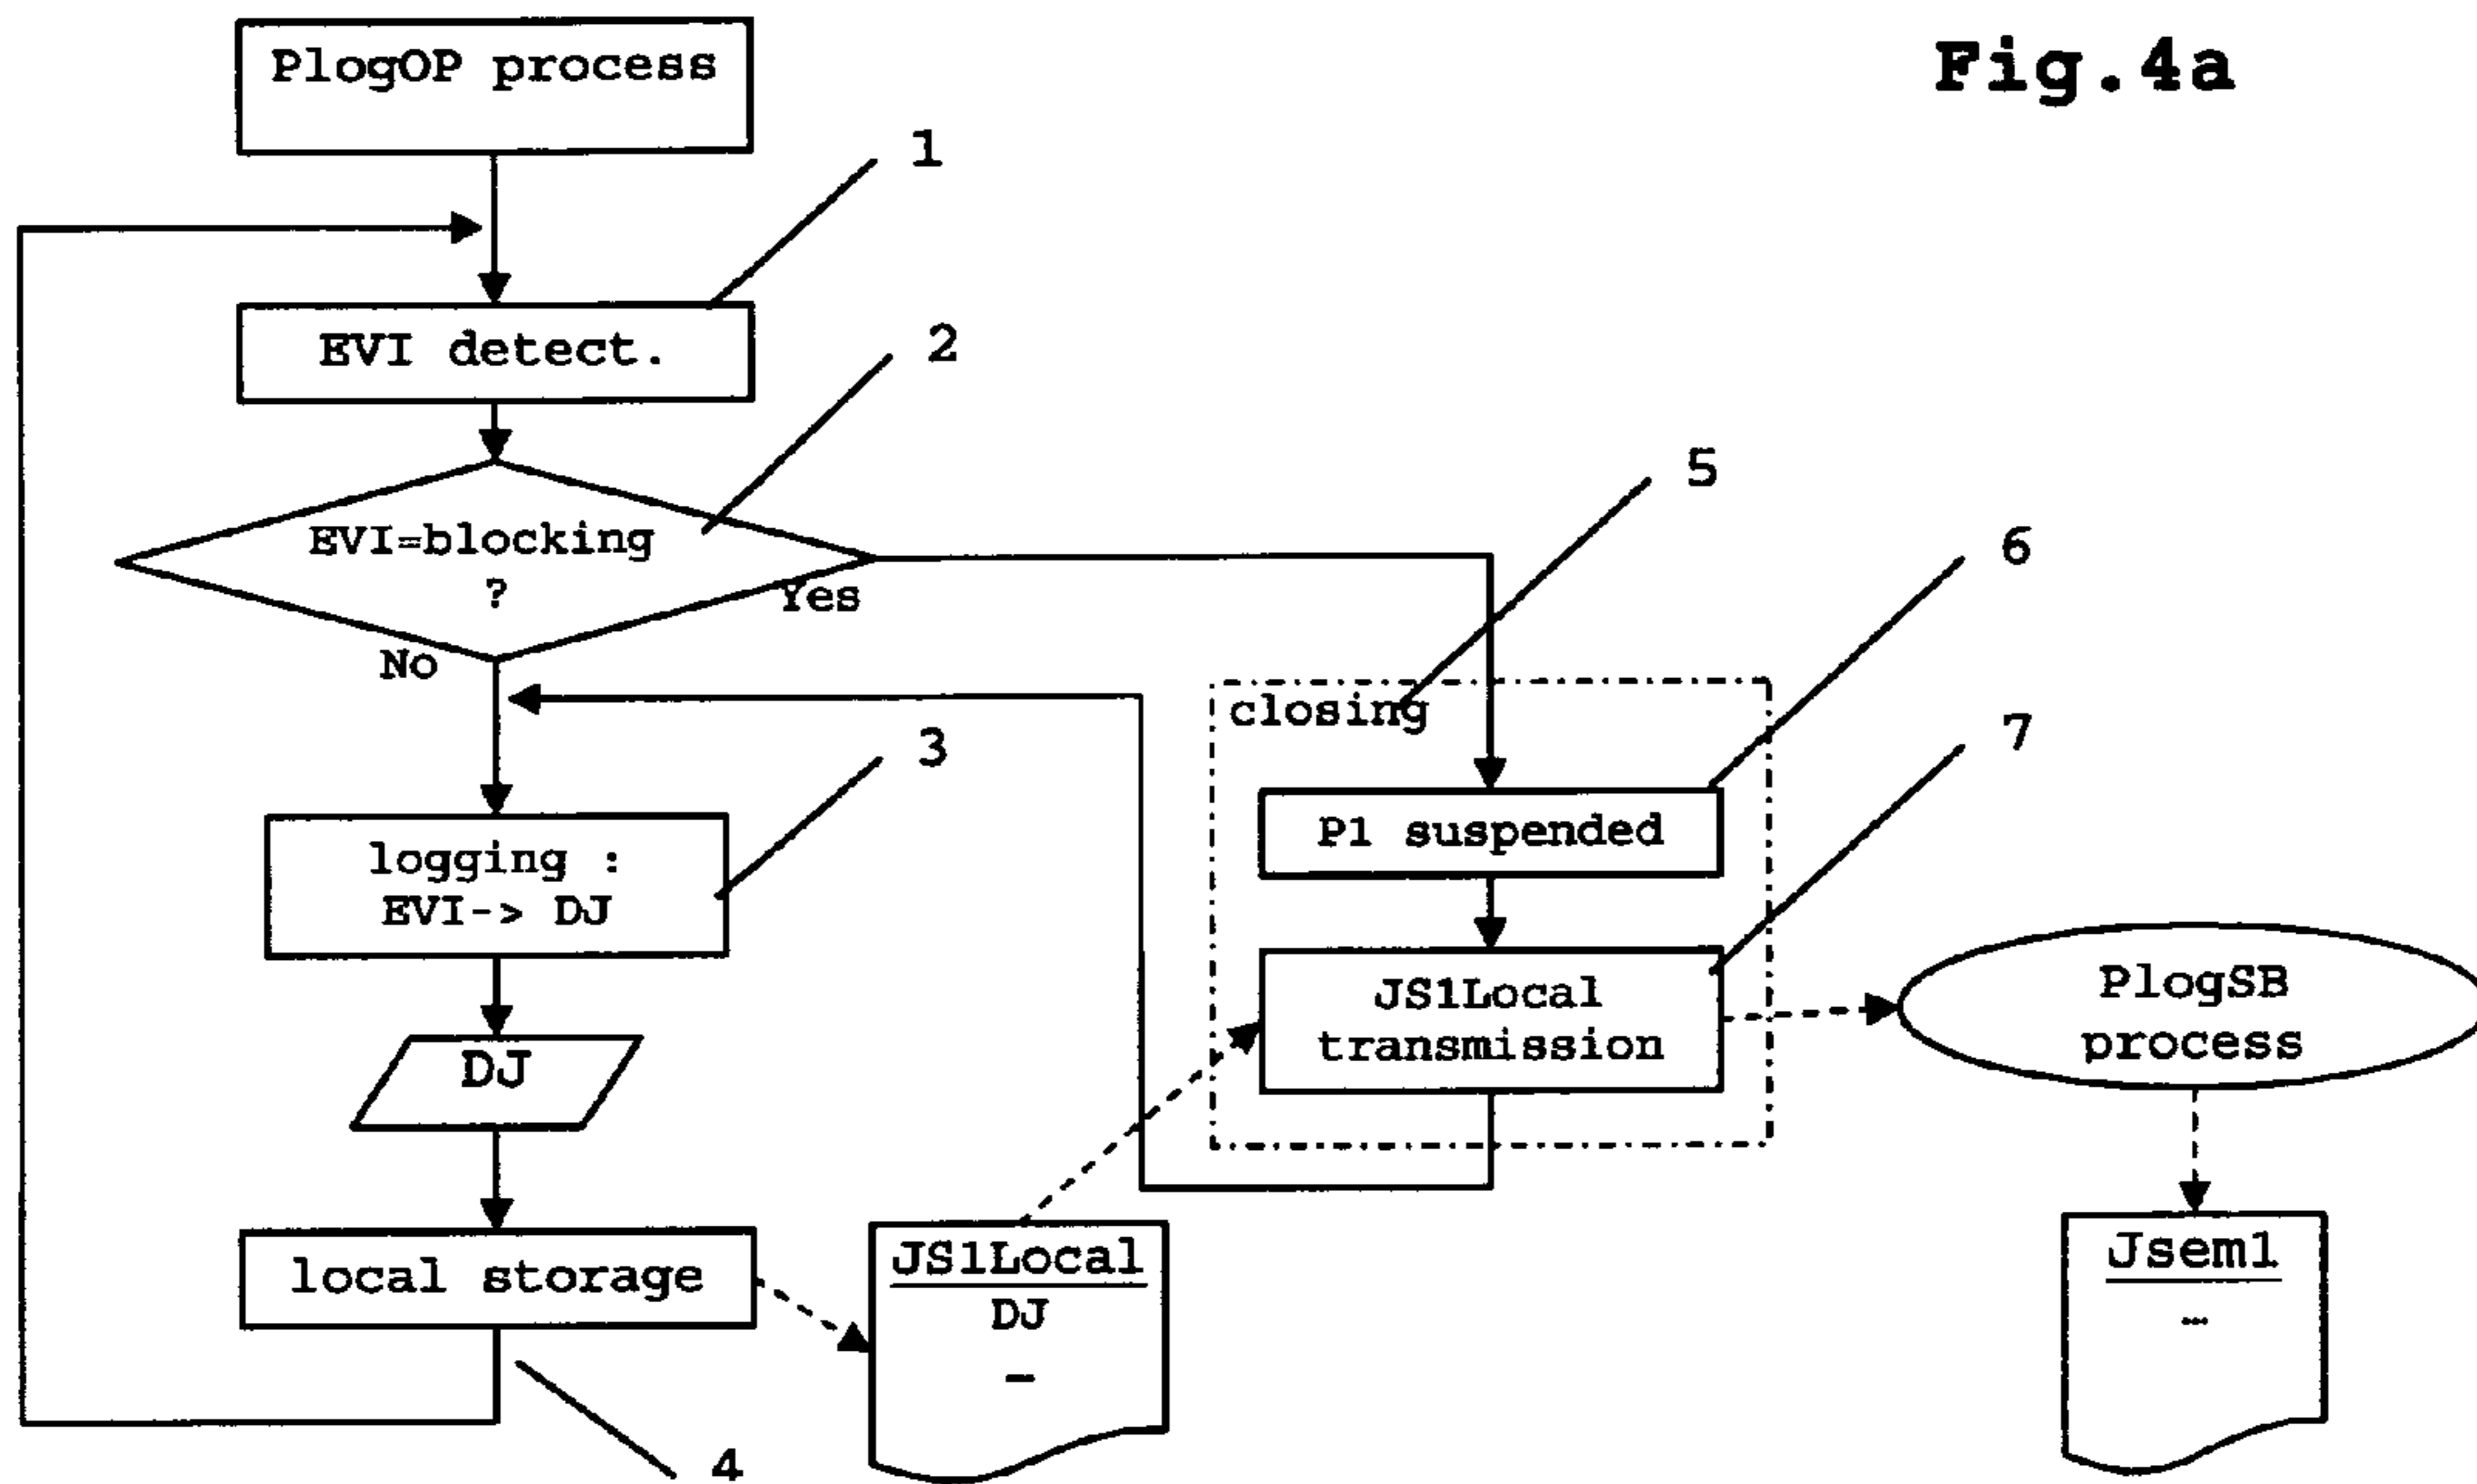 PlogOP process
Fig.4a
1
EVI detect.
2
EVI=blocking
?
Yes
No
5
6
closing
7
3
P1 suspended
logging :
EVI-> DJ
JS1Local
transmission
PlogSB
process
DJ
local storage
JS1Local
DJ
–
Jsem1
…
4